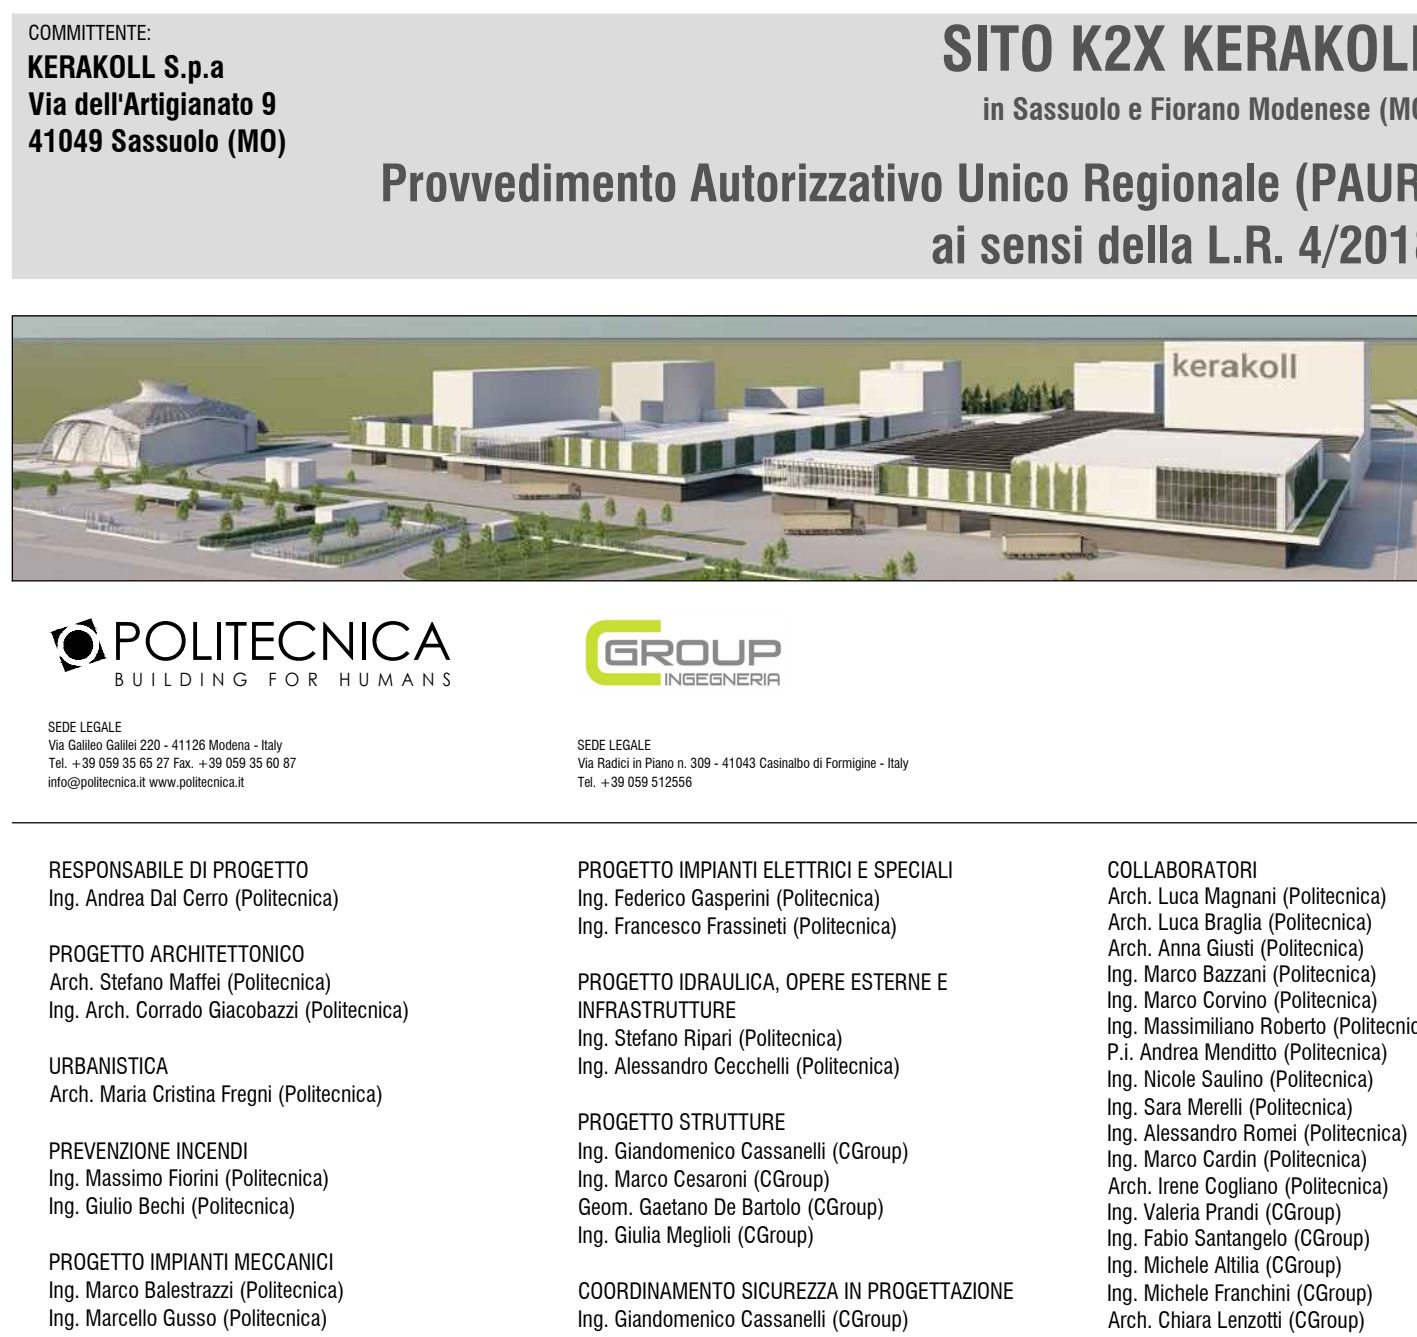 COMMITTENTE:
KERAKOLL S.p.a
Via dell'Artigianato 9
41049 Sassuolo (MO)
SITO K2X KERAKOLL
in Sassuolo e Fiorano Modenese (MO
Provvedimento Autorizzativo Unico Regionale (PAUR
ai sensi della L.R. 4/2018
kerakoll
POLITECNICA
BUILDING FOR HUMANS
SEDE LEGALE
Via Galileo Galilei 220 - 41126 Modena - Italy
Tel. +39 059 35 65 27 Fax. +39 059 35 60 87
info@politecnica.it www.politecnica.it
CGROUP
INGEGNERIA
SEDE LEGALE
Via Radici in Piano n. 309 - 41043 Casinalbo di Formigine - Italy
Tel. +39 059 512556
RESPONSABILE DI PROGETTO
Ing. Andrea Dal Cerro (Politecnica)
PROGETTO ARCHITETTONICO
Arch. Stefano Maffei (Politecnica)
Ing. Arch. Corrado Giacobazzi (Politecnica)
URBANISTICA
Arch. Maria Cristina Fregni (Politecnica)
PREVENZIONE INCENDI
Ing. Massimo Fiorini (Politecnica)
Ing. Giulio Bechi (Politecnica)
PROGETTO IMPIANTI MECCANICI
Ing. Marco Balestrazzi (Politecnica)
Ing. Marcello Gusso (Politecnica)
PROGETTO IMPIANTI ELETTRICI E SPECIALI
Ing. Federico Gasperini (Politecnica)
Ing. Francesco Frassineti (Politecnica)
PROGETTO IDRAULICA, OPERE ESTERNE E
INFRASTRUTTURE
Ing. Stefano Ripari (Politecnica)
Ing. Alessandro Cecchelli (Politecnica)
PROGETTO STRUTTURE
Ing. Giandomenico Cassanelli (CGroup)
Ing. Marco Cesaroni (CGroup)
Geom. Gaetano De Bartolo (CGroup)
Ing. Giulia Meglioli (CGroup)
COORDINAMENTO SICUREZZA IN PROGETTAZIONE
Ing. Giandomenico Cassanelli (CGroup)
COLLABORATORI
Arch. Luca Magnani (Politecnica)
Arch. Luca Braglia (Politecnica)
Arch. Anna Giusti (Politecnica)
Ing. Marco Bazzani (Politecnica)
Ing. Marco Corvino (Politecnica)
Ing. Massimiliano Roberto (Politecnic
P.i. Andrea Menditto (Politecnica)
Ing. Nicole Saulino (Politecnica)
Ing. Sara Merelli (Politecnica)
Ing. Alessandro Romei (Politecnica)
Ing. Marco Cardin (Politecnica)
Arch. Irene Cogliano (Politecnica)
Ing. Valeria Prandi (CGroup)
Ing. Fabio Santangelo (CGroup)
Ing. Michele Altilia (CGroup)
Ing. Michele Franchini (CGroup)
Arch. Chiara Lenzotti (CGroup)